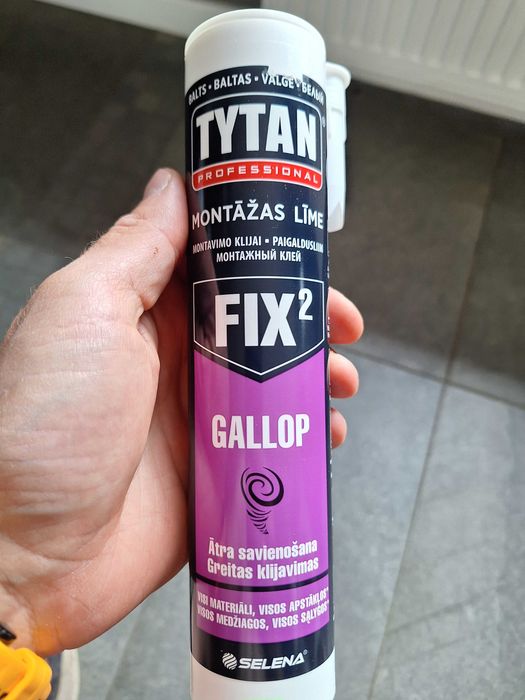 BALTS • BALTAS • VALGE • БЕЛЫЙ
TYTAN®
PROFESSIONAL
MONTĀŽAS LĪME
MONTAVIMO KLIJAI • PAIGALDUSLIIM
МОНТАЖНЫЙ КЛЕЙ
FIX²
GALLOP
Ātra savienošana
Greitas klijavimas
VISI MATERIĀLI, VISOS APSTĀKĻOS*
VISOS MEDŽIAGOS, VISOS SĄLYGOS*
SELENA®